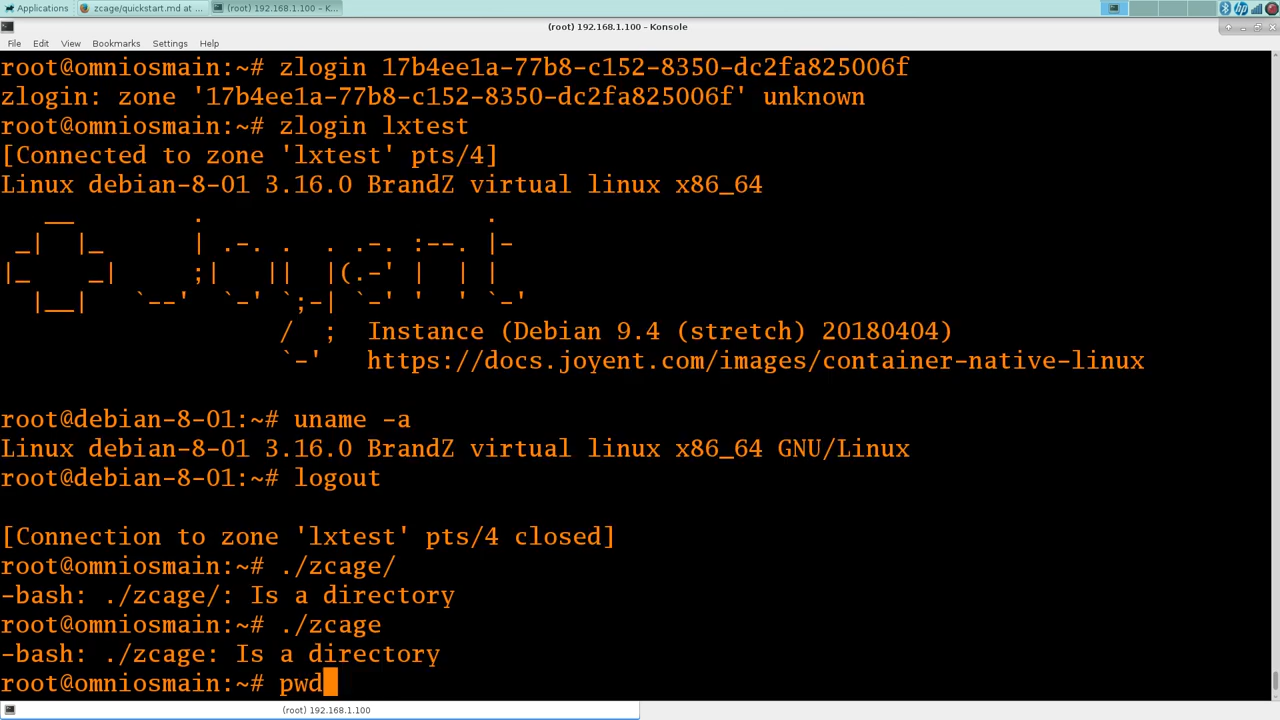 Applications
zcage/quickstart.md at ...
(root) 192.168.1.100 – K...
(root) 192.168.1.100 – Konsole
File Edit View Bookmarks Settings Help
root@omniosmain:~# zlogin 17b4ee1a-77b8-c152-8350-dc2fa825006f
zlogin: zone '17b4ee1a-77b8-c152-8350-dc2fa825006f' unknown
root@omniosmain:~# zlogin lxtest
[Connected to zone 'lxtest' pts/4]
Linux debian-8-01 3.16.0 BrandZ virtual linux x86_64
   __        .                   .
 _|  |_      | .-. .  . .-. :--. |-
|_    _|     ;|   ||  |(.-' |  | |
  |__|   `--'  `-' `;-| `-' '  ' `-'
                   /  ;  Instance (Debian 9.4 (stretch) 20180404)
                   `-'   https://docs.joyent.com/images/container-native-linux
root@debian-8-01:~# uname -a
Linux debian-8-01 3.16.0 BrandZ virtual linux x86_64 GNU/Linux
root@debian-8-01:~# logout
[Connection to zone 'lxtest' pts/4 closed]
root@omniosmain:~# ./zcage/
-bash: ./zcage/: Is a directory
root@omniosmain:~# ./zcage
-bash: ./zcage: Is a directory
root@omniosmain:~# pwd
(root) 192.168.1.100